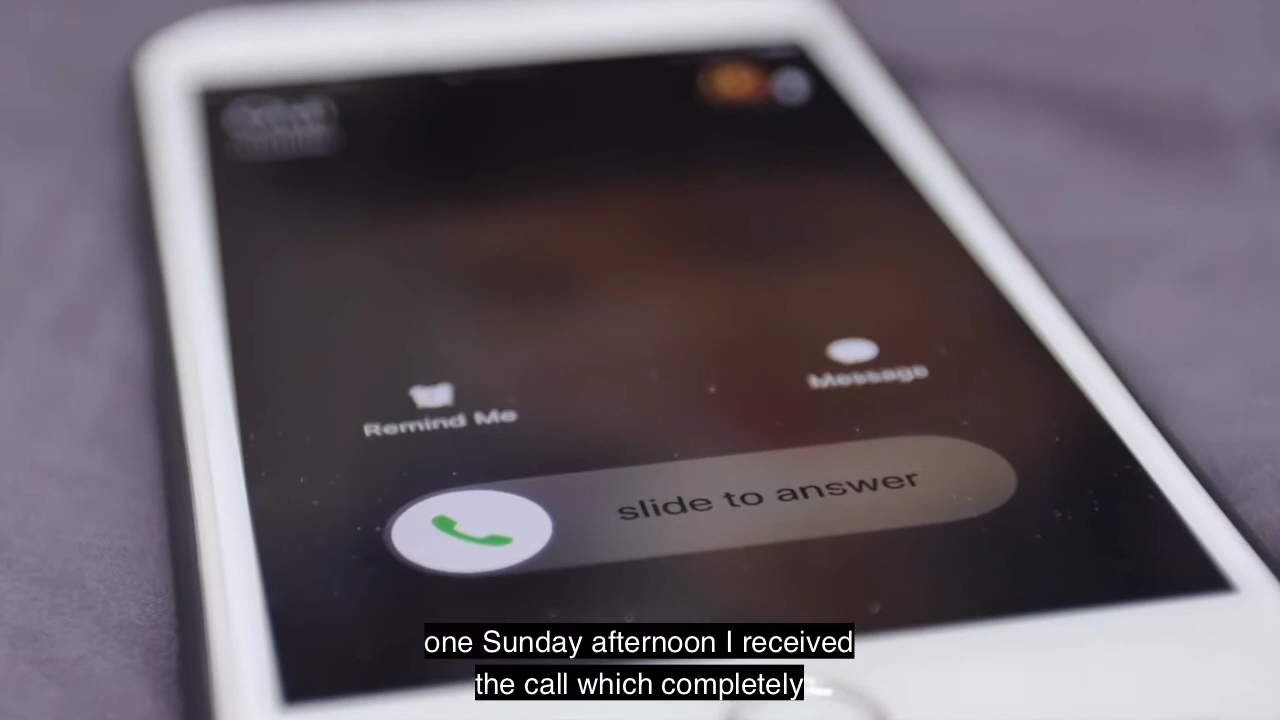 Message
Remind Me
slide to answer
one Sunday afternoon I received
the call which completely